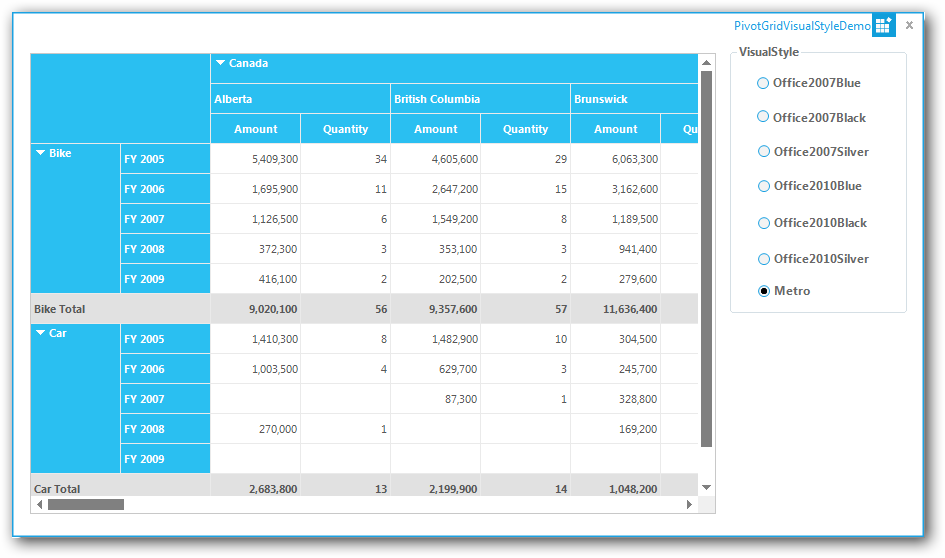 PivotGridVisualStyleDemo
VisualStyle
Canada
Alberta British Columbia Brunswick
Amount Quantity Amount Quantity Amount Qu
Bike FY 2005 5,409,300 34 4,605,600 29 6,063,300
FY 2006 1,695,900 11 2,647,200 15 3,162,600
FY 2007 1,126,500 6 1,549,200 8 1,189,500
FY 2008 372,300 3 353,100 3 941,400
FY 2009 416,100 2 202,500 2 279,600
Bike Total 9,020,100 56 9,357,600 57 11,636,400
Car FY 2005 1,410,300 8 1,482,900 10 304,500
FY 2006 1,003,500 4 629,700 3 245,700
FY 2007 87,300 1 328,800
FY 2008 270,000 1 169,200
FY 2009
Car Total 2,683,800 13 2,199,900 14 1,048,200
Office2007Blue
Office2007Black
Office2007Silver
Office2010Blue
Office2010Black
Office2010Silver
Metro